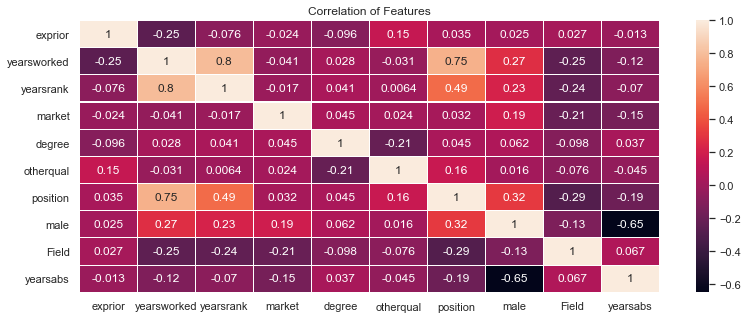 Correlation of Features
exprior 1 -0.25 -0.076 -0.024 -0.096 0.15 0.035 0.025 0.027 -0.013
yearsworked -0.25 1 0.8 -0.041 0.028 -0.031 0.75 0.27 -0.25 -0.12
yearsrank -0.076 0.8 1 -0.017 0.041 0.0064 0.49 0.23 -0.24 -0.07
market -0.024 -0.041 -0.017 1 0.045 0.024 0.032 0.19 -0.21 -0.15
degree -0.096 0.028 0.041 0.045 1 -0.21 0.045 0.062 -0.098 0.037
otherqual 0.15 -0.031 0.0064 0.024 -0.21 1 0.16 0.016 -0.076 -0.045
position 0.035 0.75 0.49 0.032 0.045 0.16 1 0.32 -0.29 -0.19
male 0.025 0.27 0.23 0.19 0.062 0.016 0.32 1 -0.13 -0.65
Field 0.027 -0.25 -0.24 -0.21 -0.098 -0.076 -0.29 -0.13 1 0.067
yearsabs -0.013 -0.12 -0.07 -0.15 0.037 -0.045 -0.19 -0.65 0.067 1
exprior yearsworked yearsrank market degree otherqual position male Field yearsabs
1.0
0.8
0.6
0.4
0.2
0.0
-0.2
-0.4
-0.6